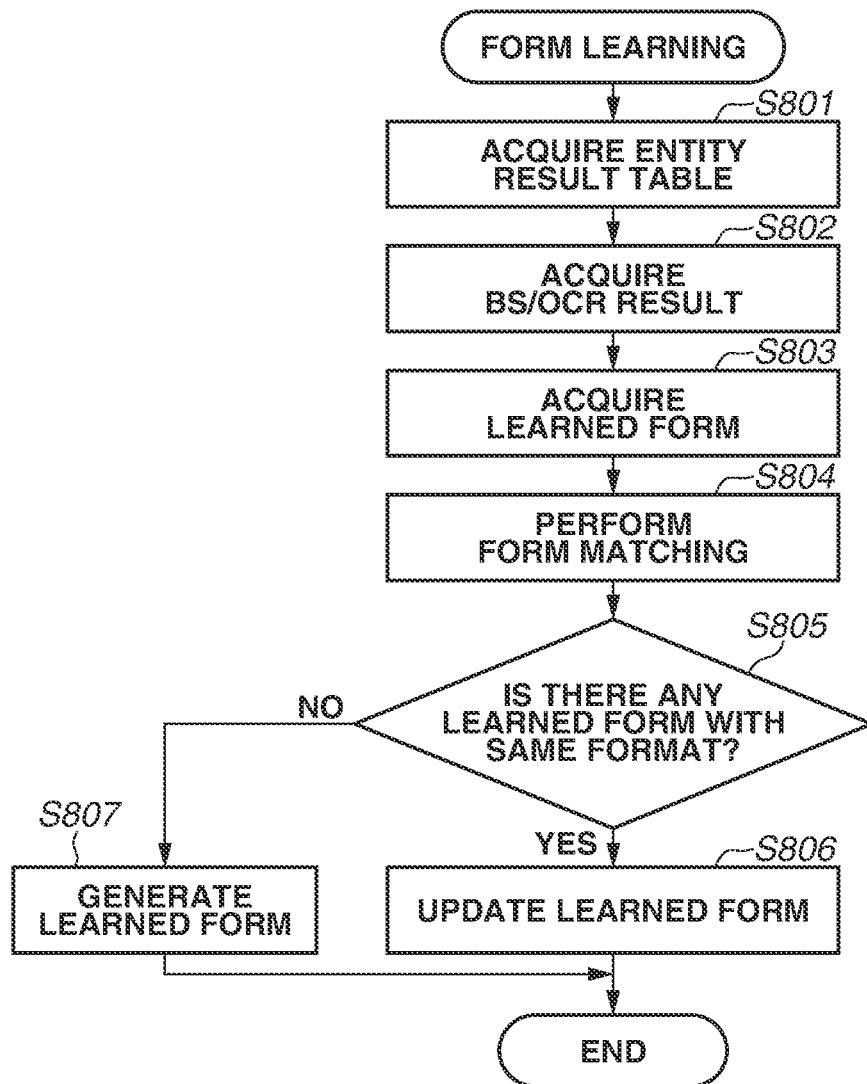 FORM LEARNING
S801
ACQUIRE ENTITY
RESULT TABLE
S802
ACQUIRE
BS/OCR RESULT
S803
ACQUIRE
LEARNED FORM
S804
PERFORM
FORM MATCHING
S805
IS THERE ANY
LEARNED FORM WITH
SAME FORMAT?
NO
YES
S807
GENERATE
LEARNED FORM
S806
UPDATE LEARNED FORM
END